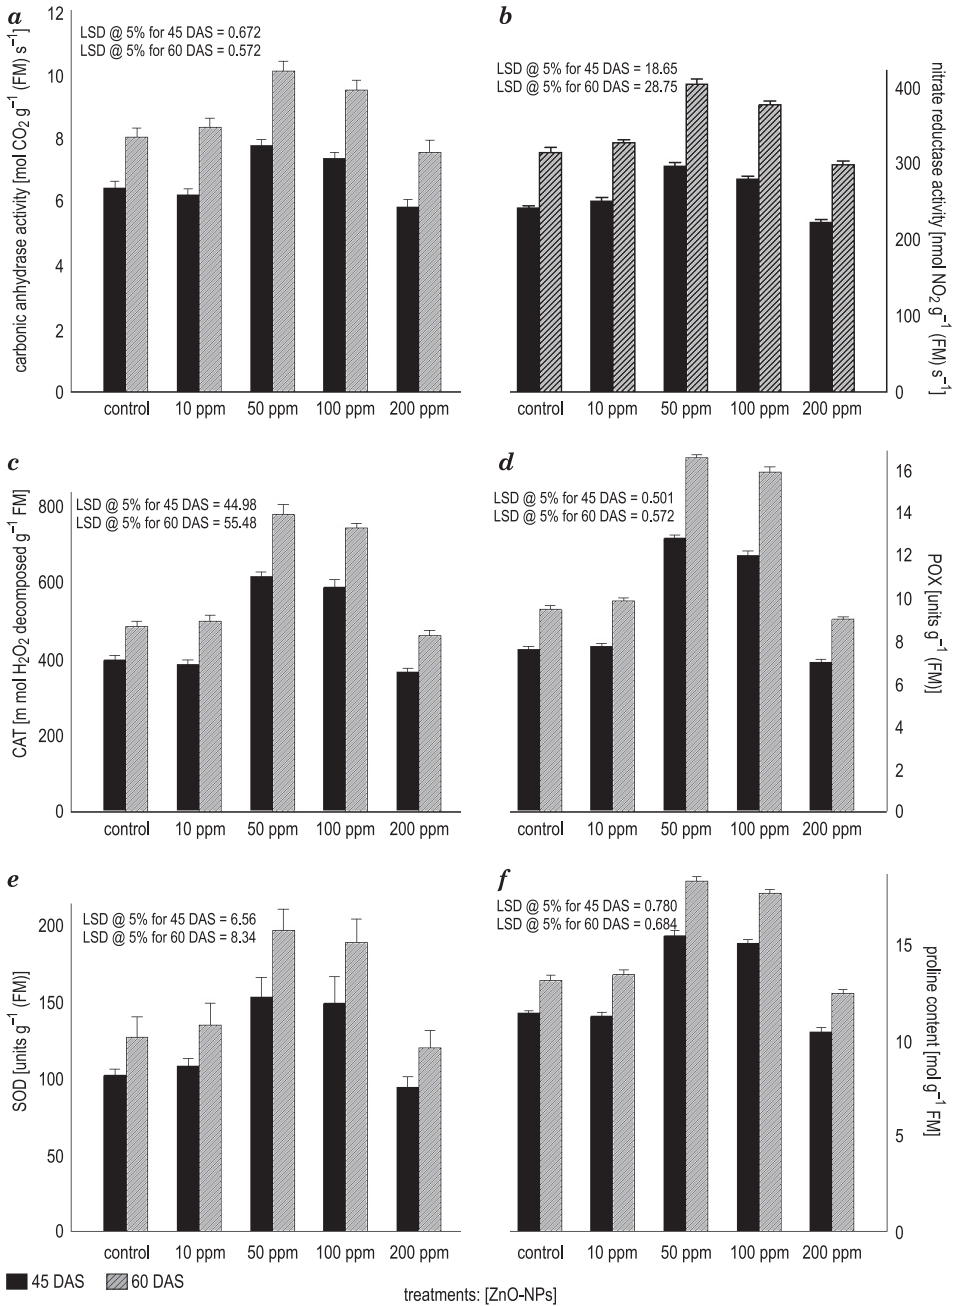 a
carbonic anhydrase activity [mol CO₂ g⁻¹ (FM) s⁻¹]
12
10
8
6
4
2
0
LSD @ 5% for 45 DAS = 0.672
LSD @ 5% for 60 DAS = 0.572
control 10 ppm 50 ppm 100 ppm 200 ppm
b
LSD @ 5% for 45 DAS = 18.65
LSD @ 5% for 60 DAS = 28.75
400
300
200
100
0
nitrate reductase activity [nmol NO₂ g⁻¹ (FM) s⁻¹]
control 10 ppm 50 ppm 100 ppm 200 ppm
c
CAT [m mol H₂O₂ decomposed g⁻¹ FM]
800
600
400
200
0
LSD @ 5% for 45 DAS = 44.98
LSD @ 5% for 60 DAS = 55.48
control 10 ppm 50 ppm 100 ppm 200 ppm
d
LSD @ 5% for 45 DAS = 0.501
LSD @ 5% for 60 DAS = 0.572
16
14
12
10
8
6
4
2
0
POX [units g⁻¹ (FM)]
control 10 ppm 50 ppm 100 ppm 200 ppm
e
SOD [units g⁻¹ (FM)]
200
150
100
50
0
LSD @ 5% for 45 DAS = 6.56
LSD @ 5% for 60 DAS = 8.34
control 10 ppm 50 ppm 100 ppm 200 ppm
f
LSD @ 5% for 45 DAS = 0.780
LSD @ 5% for 60 DAS = 0.684
15
10
5
0
proline content [mol g⁻¹ FM]
control 10 ppm 50 ppm 100 ppm 200 ppm
45 DAS 60 DAS
treatments: [ZnO-NPs]